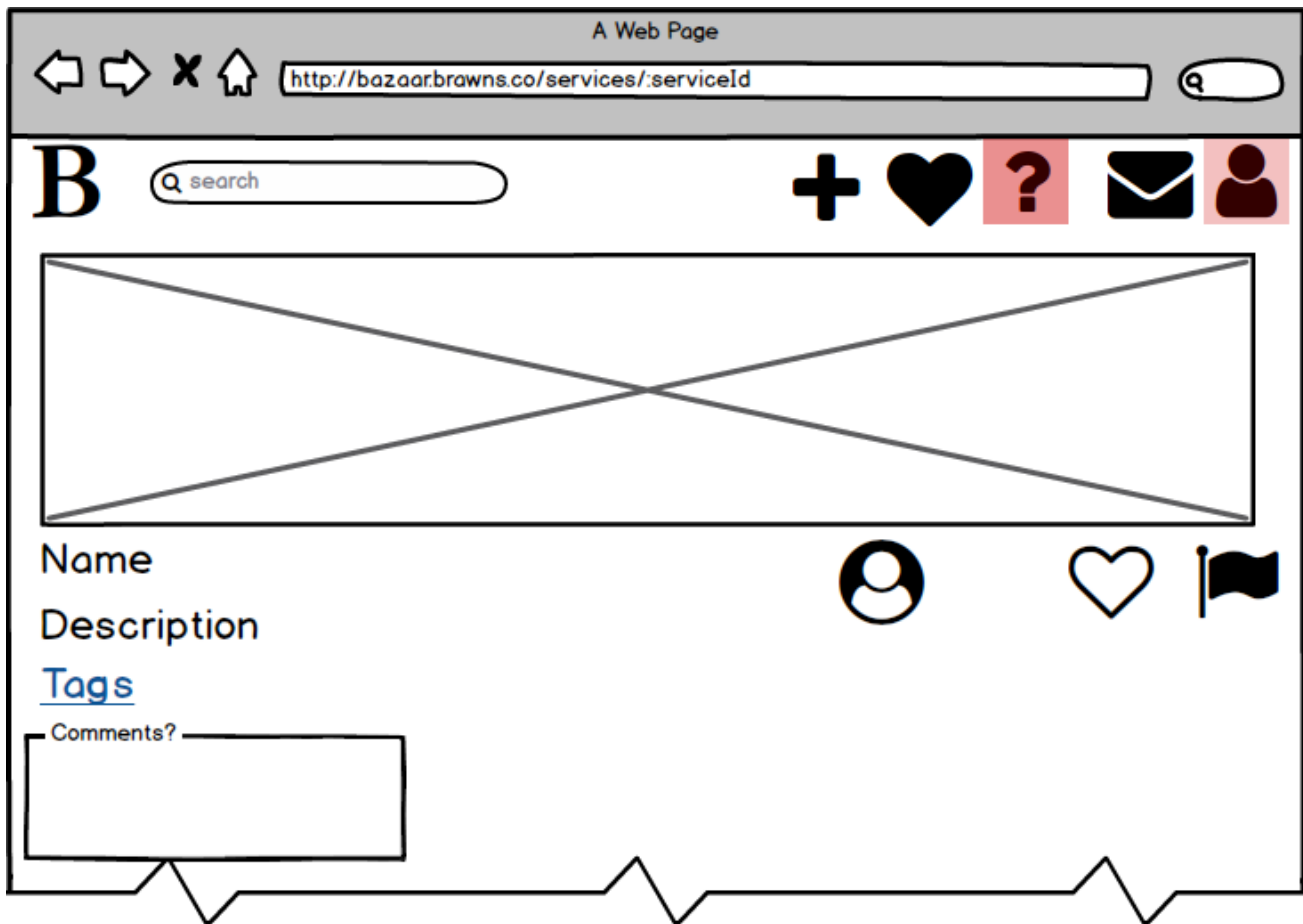 A Web Page
http://bazaar.brawns.co/services/:serviceId
B
search
?
Name
Description
Tags
Comments?